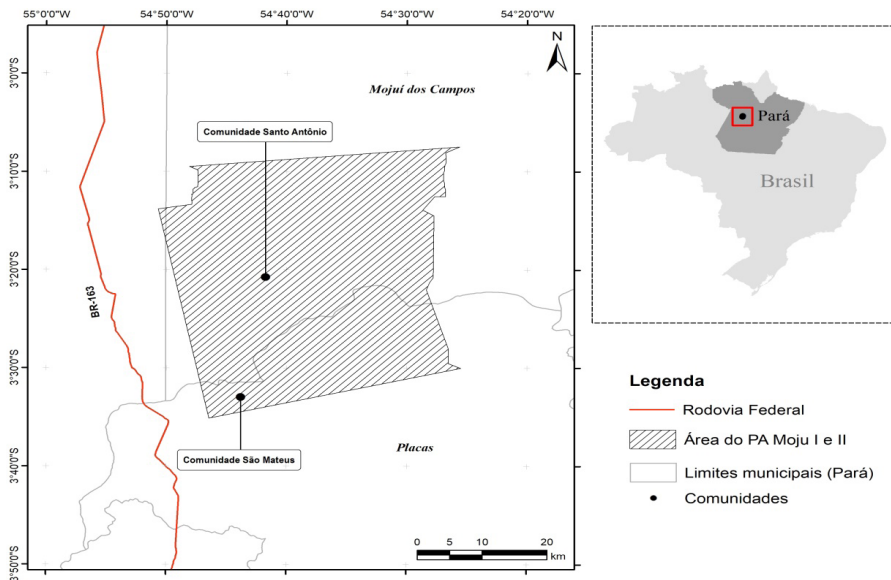 55°0'0"W
54°50'0"W
54°40'0"W
54°30'0"W
54°20'0"W
3°0'0"S
3°10'0"S
3°20'0"S
3°30'0"S
3°40'0"S
3°50'0"S
N
Mojuí dos Campos
Comunidade Santo Antônio
BR-163
Comunidade São Mateus
Placas
0 5 10 20
km
Pará
Brasil
Legenda
Rodovia Federal
Área do PA Moju I e II
Limites municipais (Pará)
Comunidades